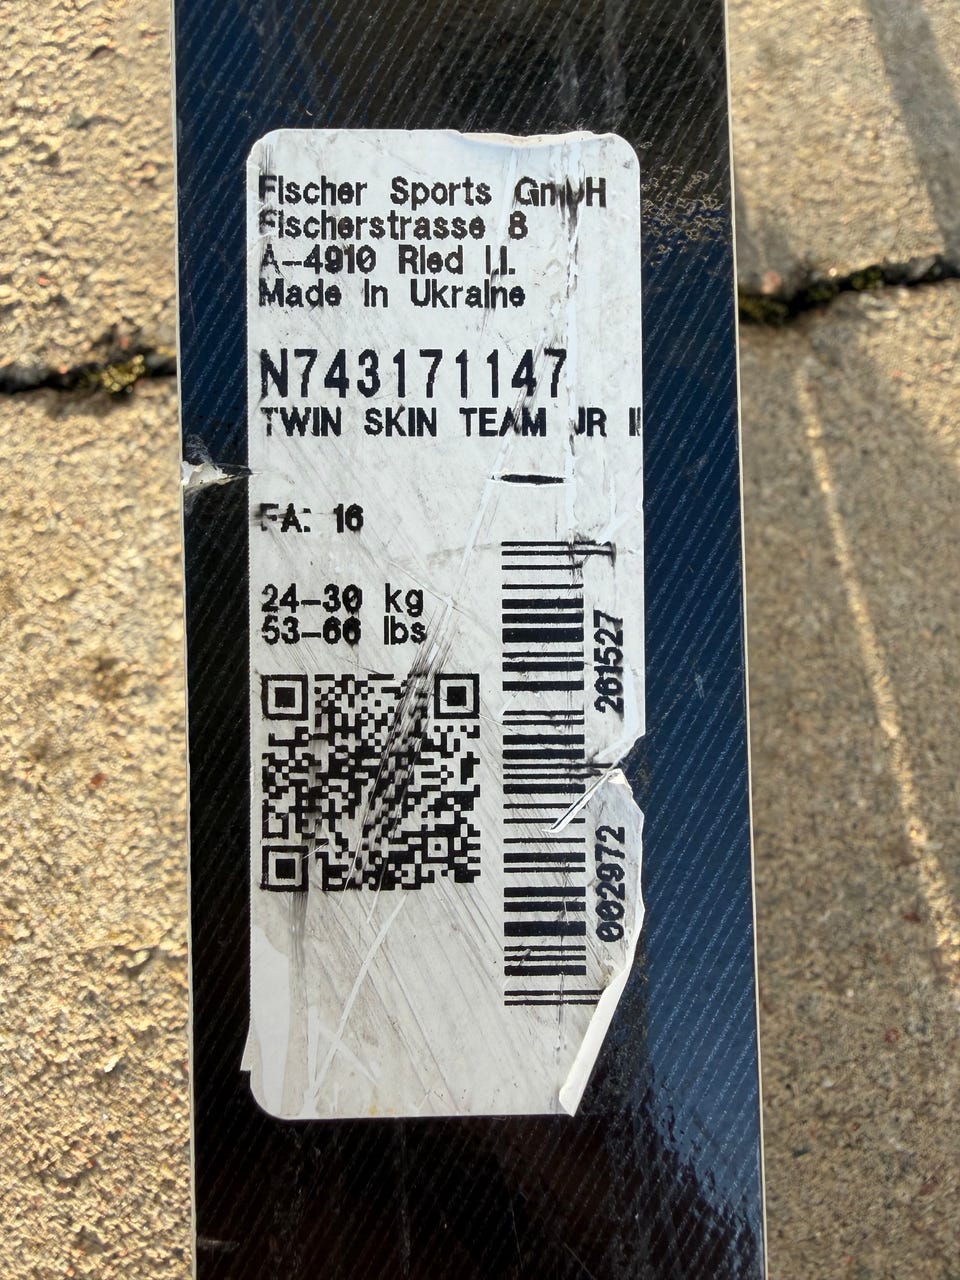 Fischer Sports GmbH
Fischerstrasse 8
A-4910 Ried I.I.
Made In Ukraine
N743171147
TWIN SKIN TEAM JR
FA: 16
24-30 kg
53-66 lbs
261527
002972